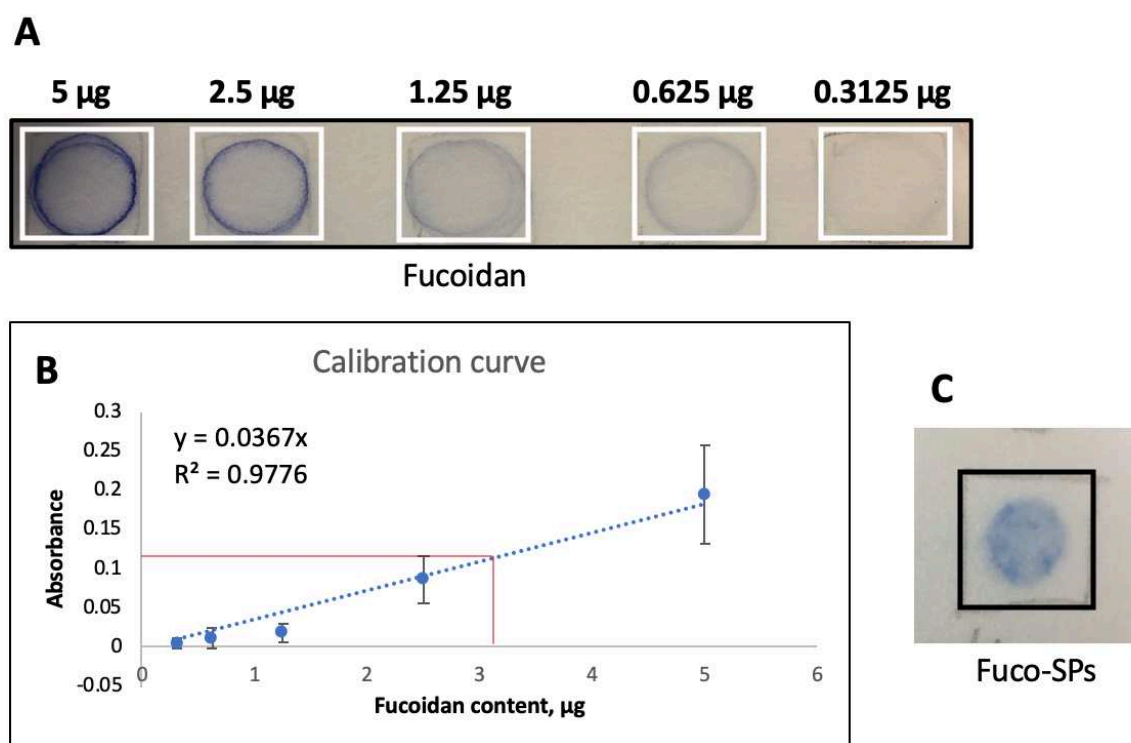 A
5 µg 2.5 µg 1.25 µg 0.625 µg 0.3125 µg
Fucoidan
B
Calibration curve
y = 0.0367x
R² = 0.9776
0.3
0.25
0.2
0.15
0.1
0.05
0
-0.05
Absorbance
0 1 2 3 4 5 6
Fucoidan content, µg
C
Fuco-SPs